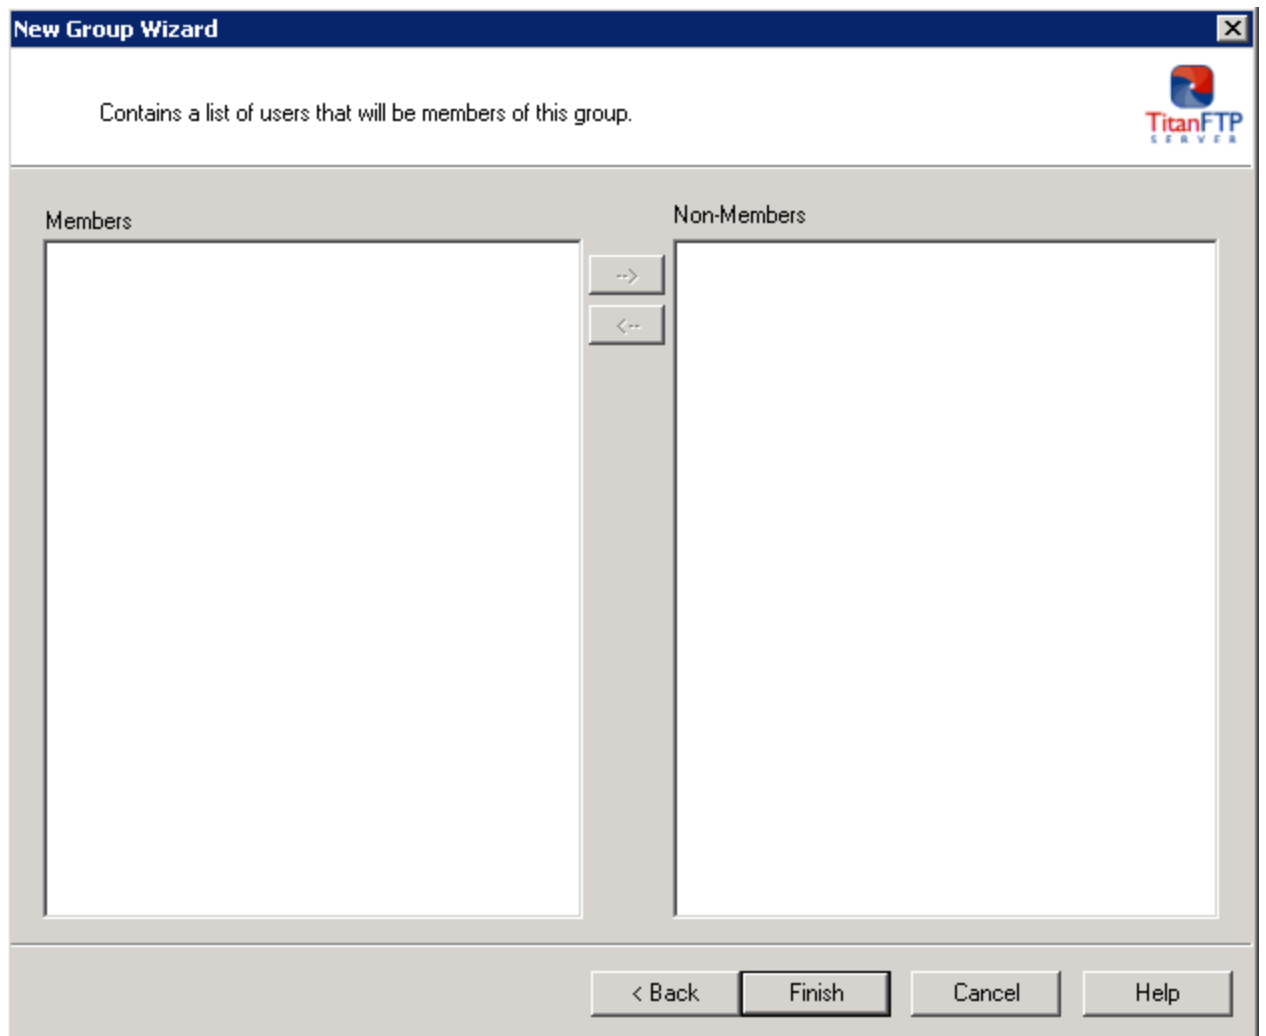 New Group Wizard
Contains a list of users that will be members of this group.
TitanFTP
SERVER
Members
Non-Members
-->
<--
< Back
Finish
Cancel
Help